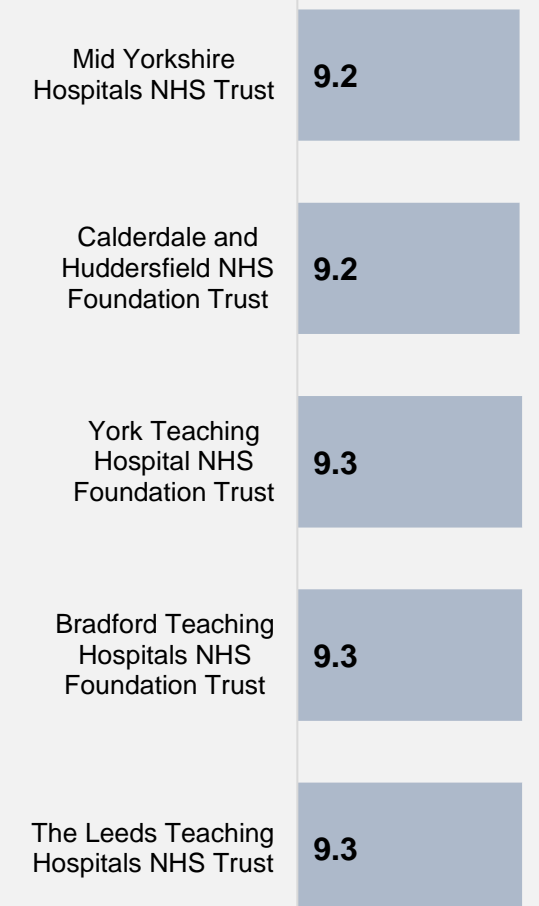 Mid Yorkshire
Hospitals NHS Trust
9.2
Calderdale and
Huddersfield NHS
Foundation Trust
9.2
York Teaching
Hospital NHS
Foundation Trust
9.3
Bradford Teaching
Hospitals NHS
Foundation Trust
9.3
The Leeds Teaching
Hospitals NHS Trust
9.3